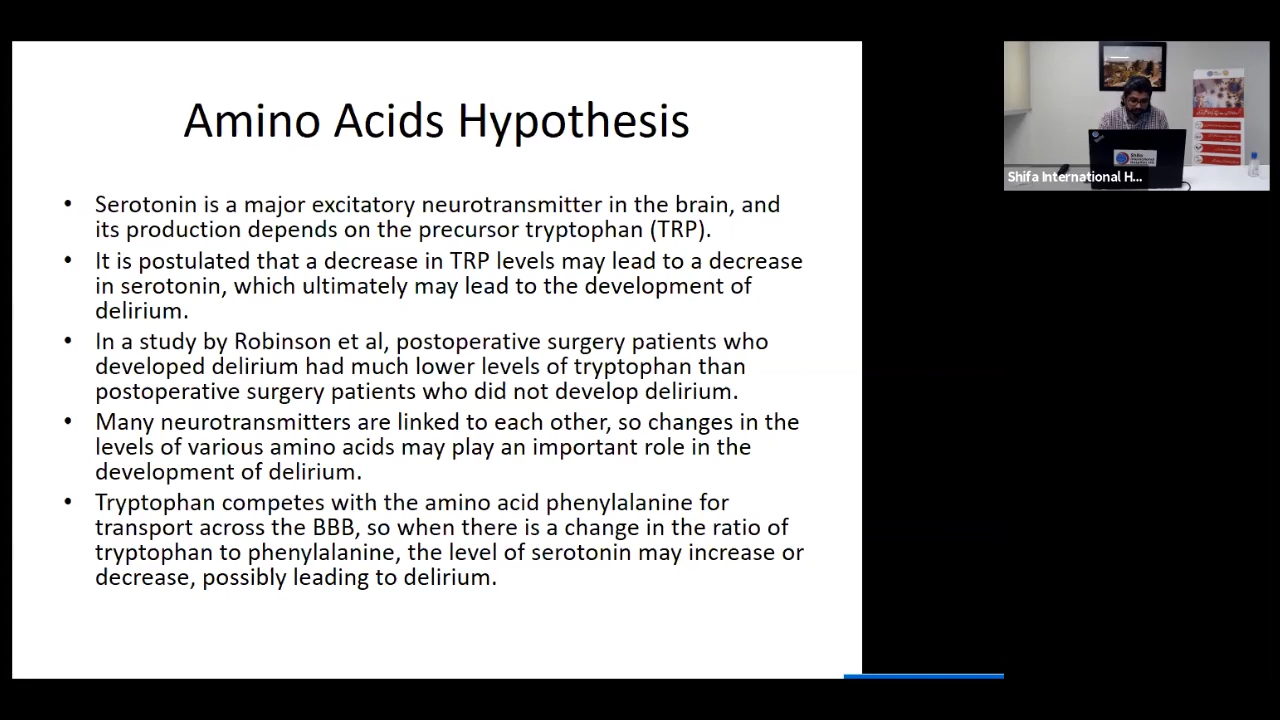 Amino Acids Hypothesis
• Serotonin is a major excitatory neurotransmitter in the brain, and
its production depends on the precursor tryptophan (TRP).
• It is postulated that a decrease in TRP levels may lead to a decrease
in serotonin, which ultimately may lead to the development of
delirium.
• In a study by Robinson et al, postoperative surgery patients who
developed delirium had much lower levels of tryptophan than
postoperative surgery patients who did not develop delirium.
• Many neurotransmitters are linked to each other, so changes in the
levels of various amino acids may play an important role in the
development of delirium.
• Tryptophan competes with the amino acid phenylalanine for
transport across the BBB, so when there is a change in the ratio of
tryptophan to phenylalanine, the level of serotonin may increase or
decrease, possibly leading to delirium.
Shifa International H...